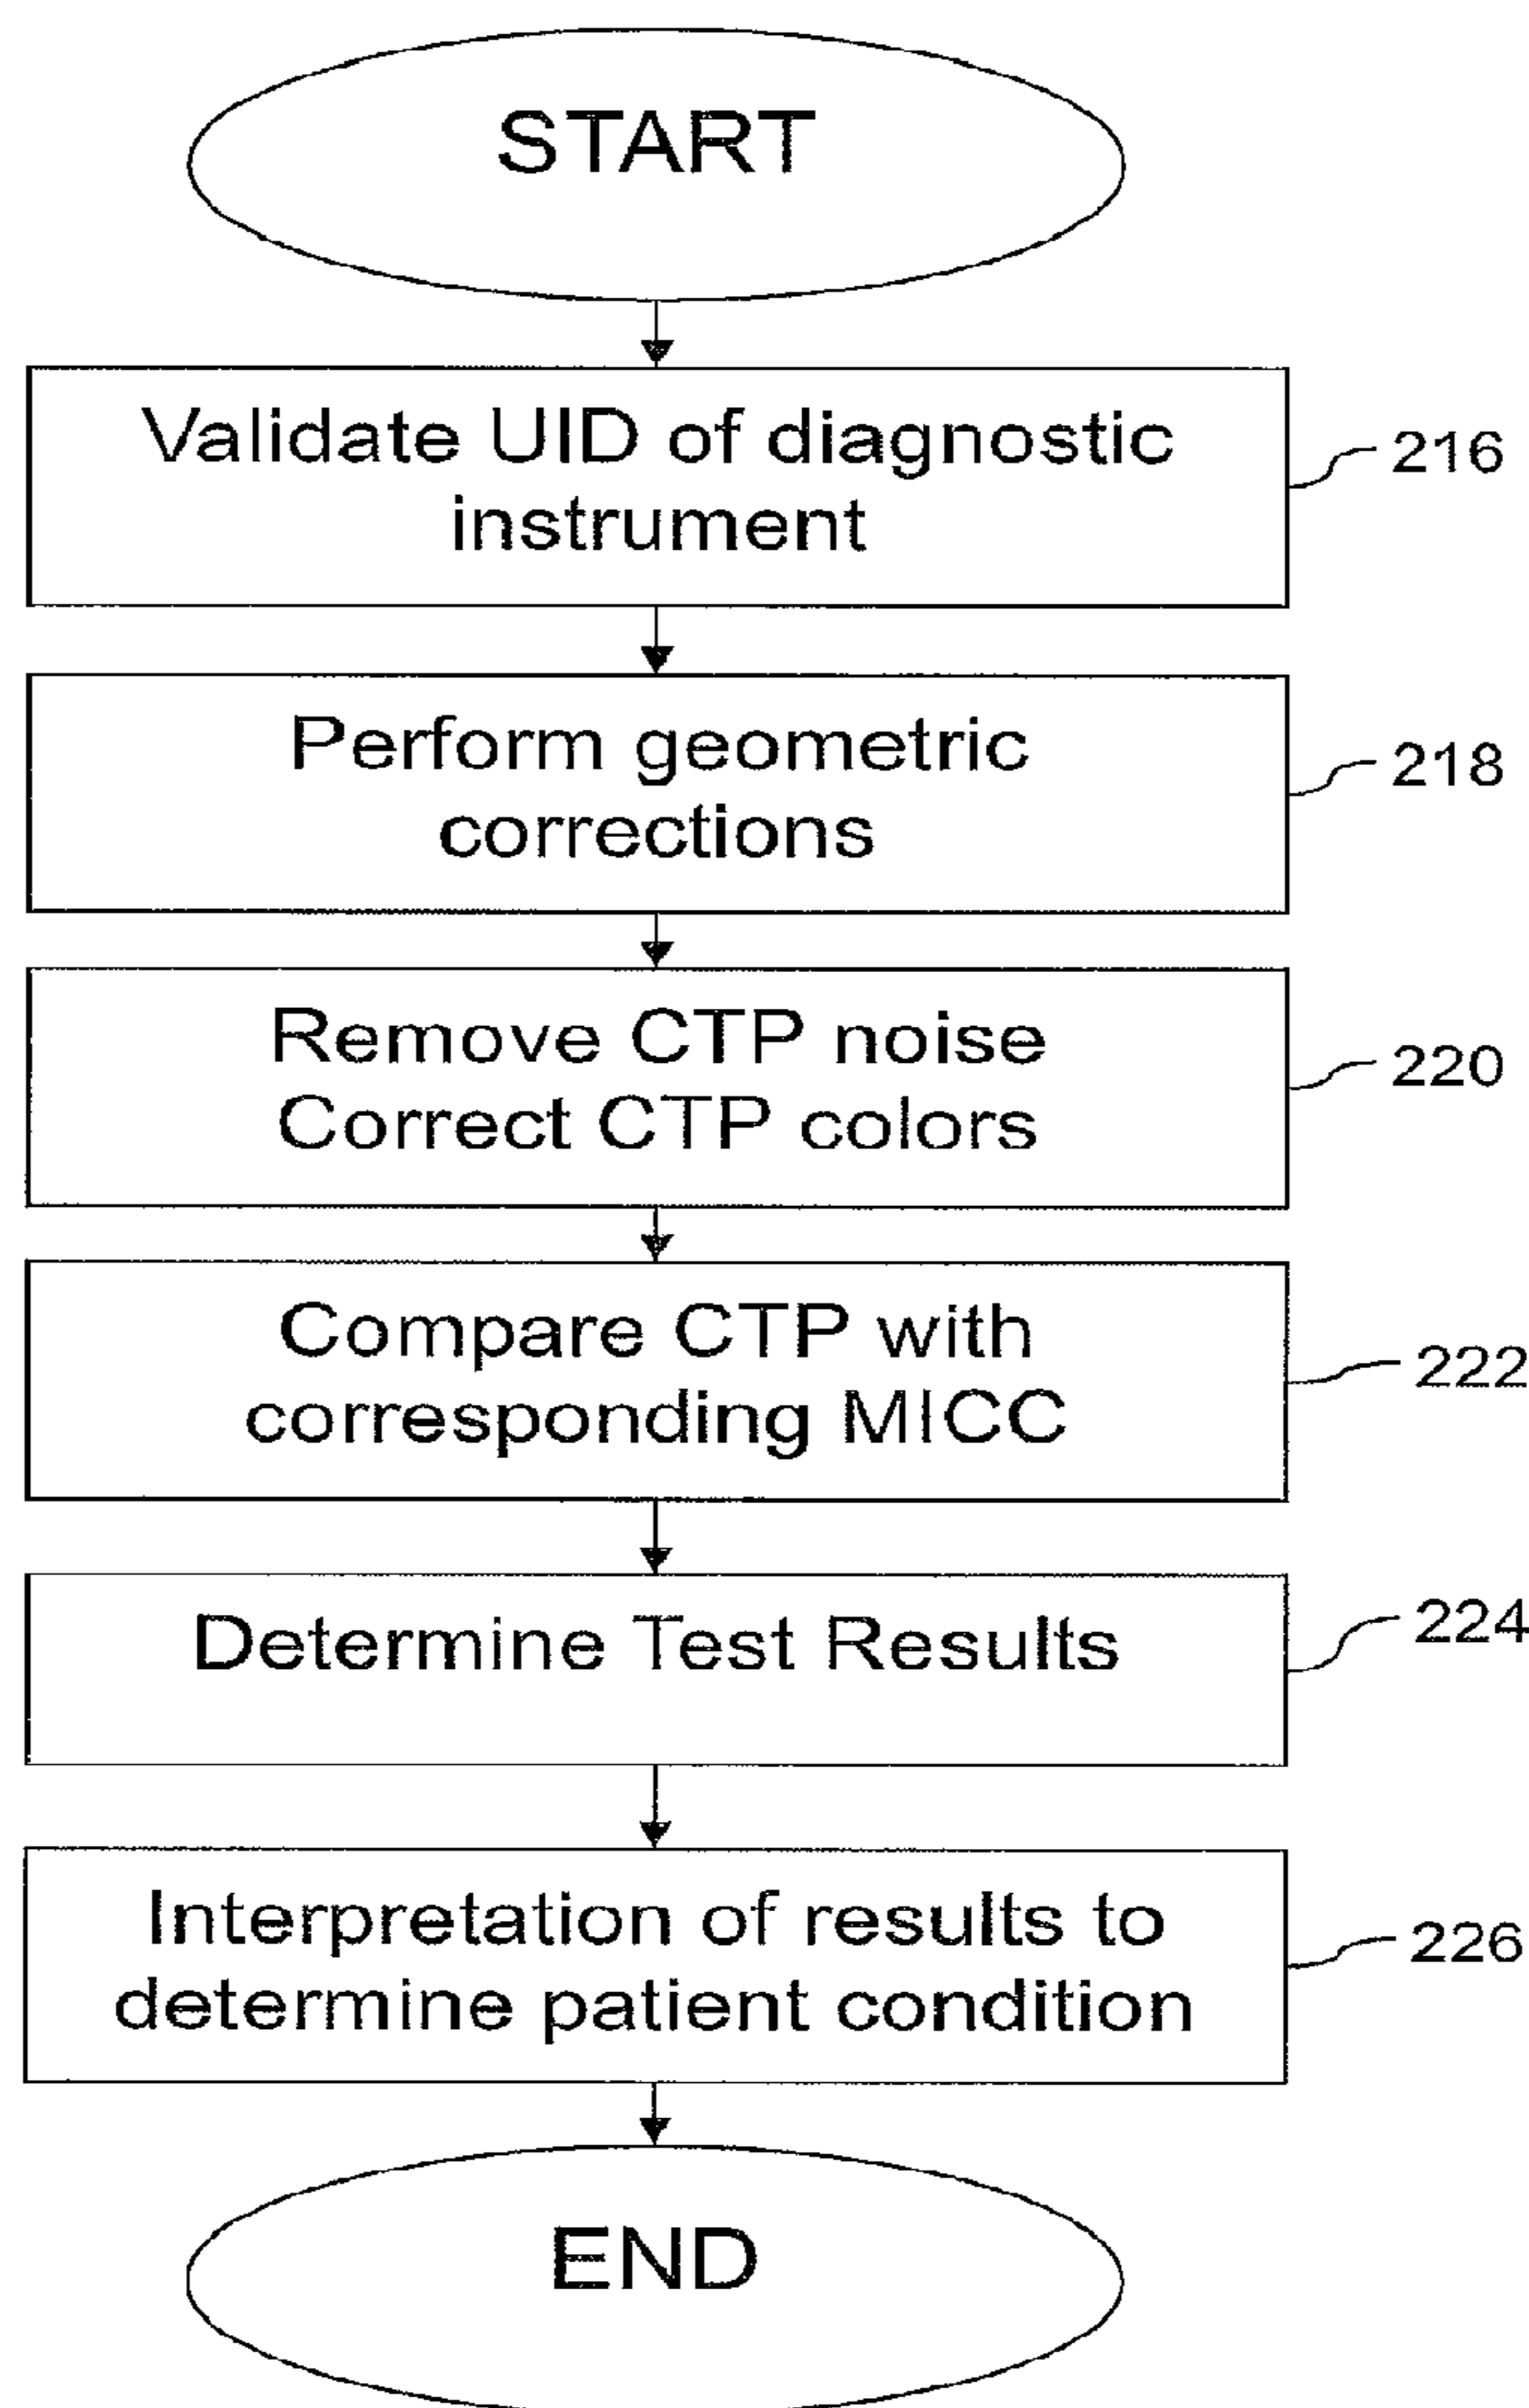 START
Validate UID of diagnostic
instrument
216
Perform geometric
corrections
218
Remove CTP noise
Correct CTP colors
220
Compare CTP with
corresponding MICC
222
Determine Test Results
224
Interpretation of results to
determine patient condition
226
END